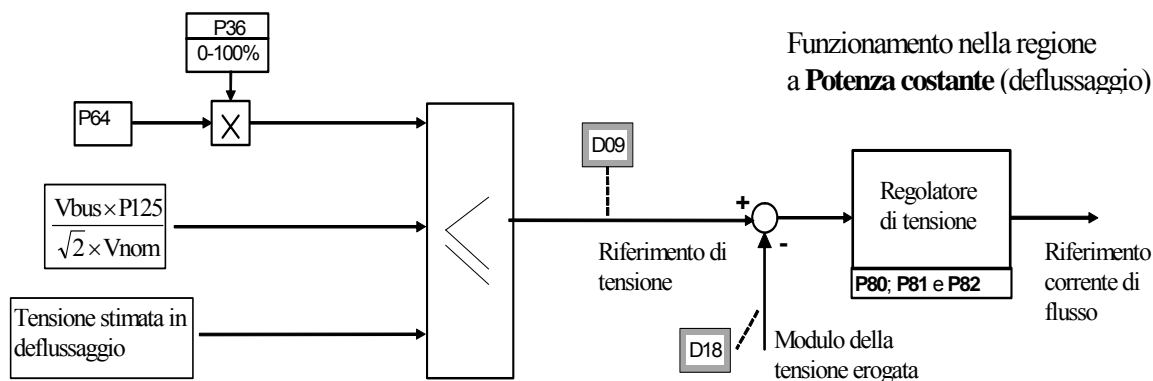 P36
0-100%
Funzionamento nella regione
a Potenza costante (deflussaggio)
P64
X
D09
Vbus×P125
√2×Vnom
+
-
Regolatore
di tensione
P80; P81 e P82
Riferimento di
tensione
Riferimento
corrente di
flusso
Tensione stimata in
deflussaggio
D18
Modulo della
tensione erogata